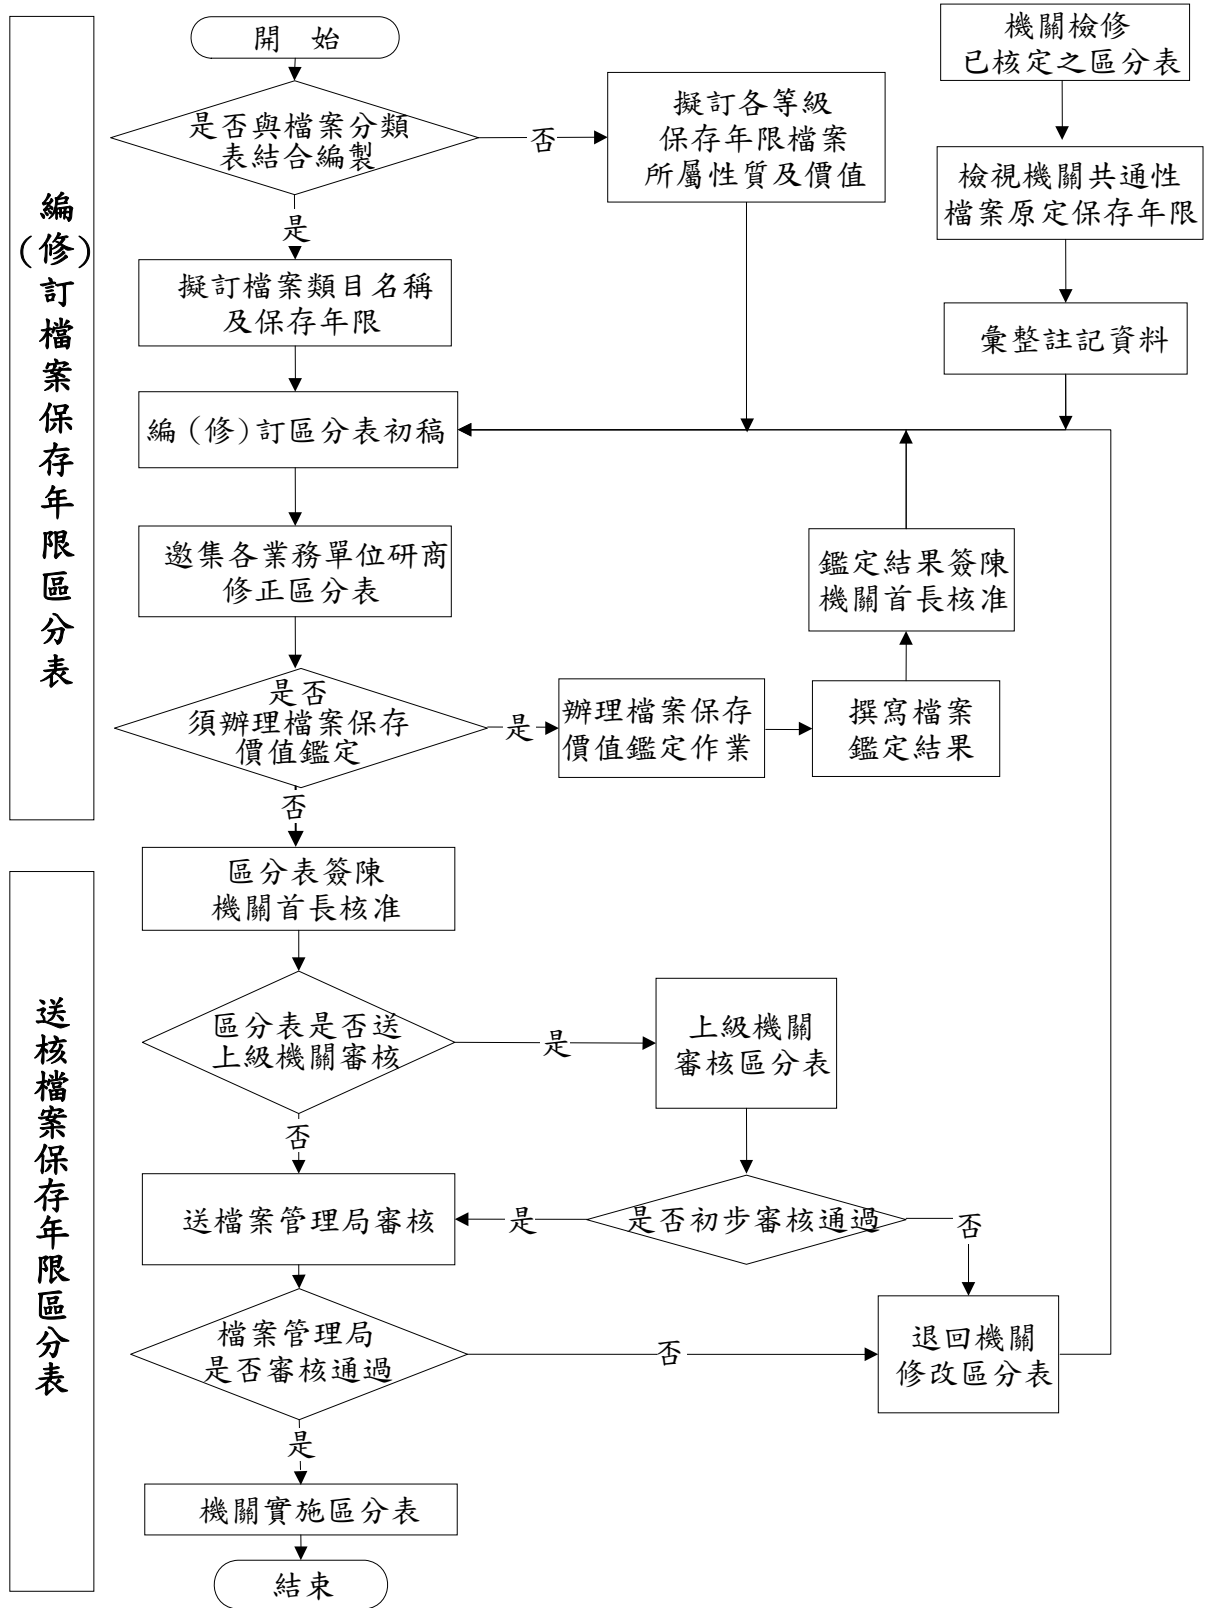 編(修)訂檔案保存年限區分表
開 始
是否與檔案分類
表結合編製
否
擬訂各等級
保存年限檔案
所屬性質及價值
機關檢修
已核定之區分表
檢視機關共通性
檔案原定保存年限
彙整註記資料
是
擬訂檔案類目名稱
及保存年限
編(修)訂區分表初稿
邀集各業務單位研商
修正區分表
是否
須辦理檔案保存
價值鑑定
是
辦理檔案保存
價值鑑定作業
撰寫檔案
鑑定結果
鑑定結果簽陳
機關首長核准
否
送核檔案保存年限區分表
區分表簽陳
機關首長核准
區分表是否送
上級機關審核
是
上級機關
審核區分表
否
送檔案管理局審核
是
是否初步審核通過
否
檔案管理局
是否審核通過
否
退回機關
修改區分表
是
機關實施區分表
結束